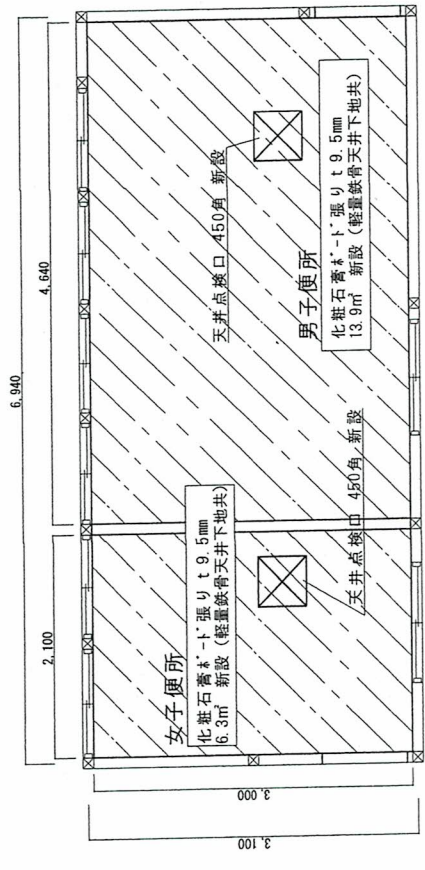 6,940
4,640
2,100
3,000
3,100
女子便所
化粧石膏ﾎﾞｰﾄﾞ張り t9.5mm
6.3㎡ 新設（軽量鉄骨天井下地共）
天井点検口 450角 新設
天井点検口 450角 新設
男子便所
化粧石膏ﾎﾞｰﾄﾞ張り t9.5mm
13.9㎡ 新設（軽量鉄骨天井下地共）